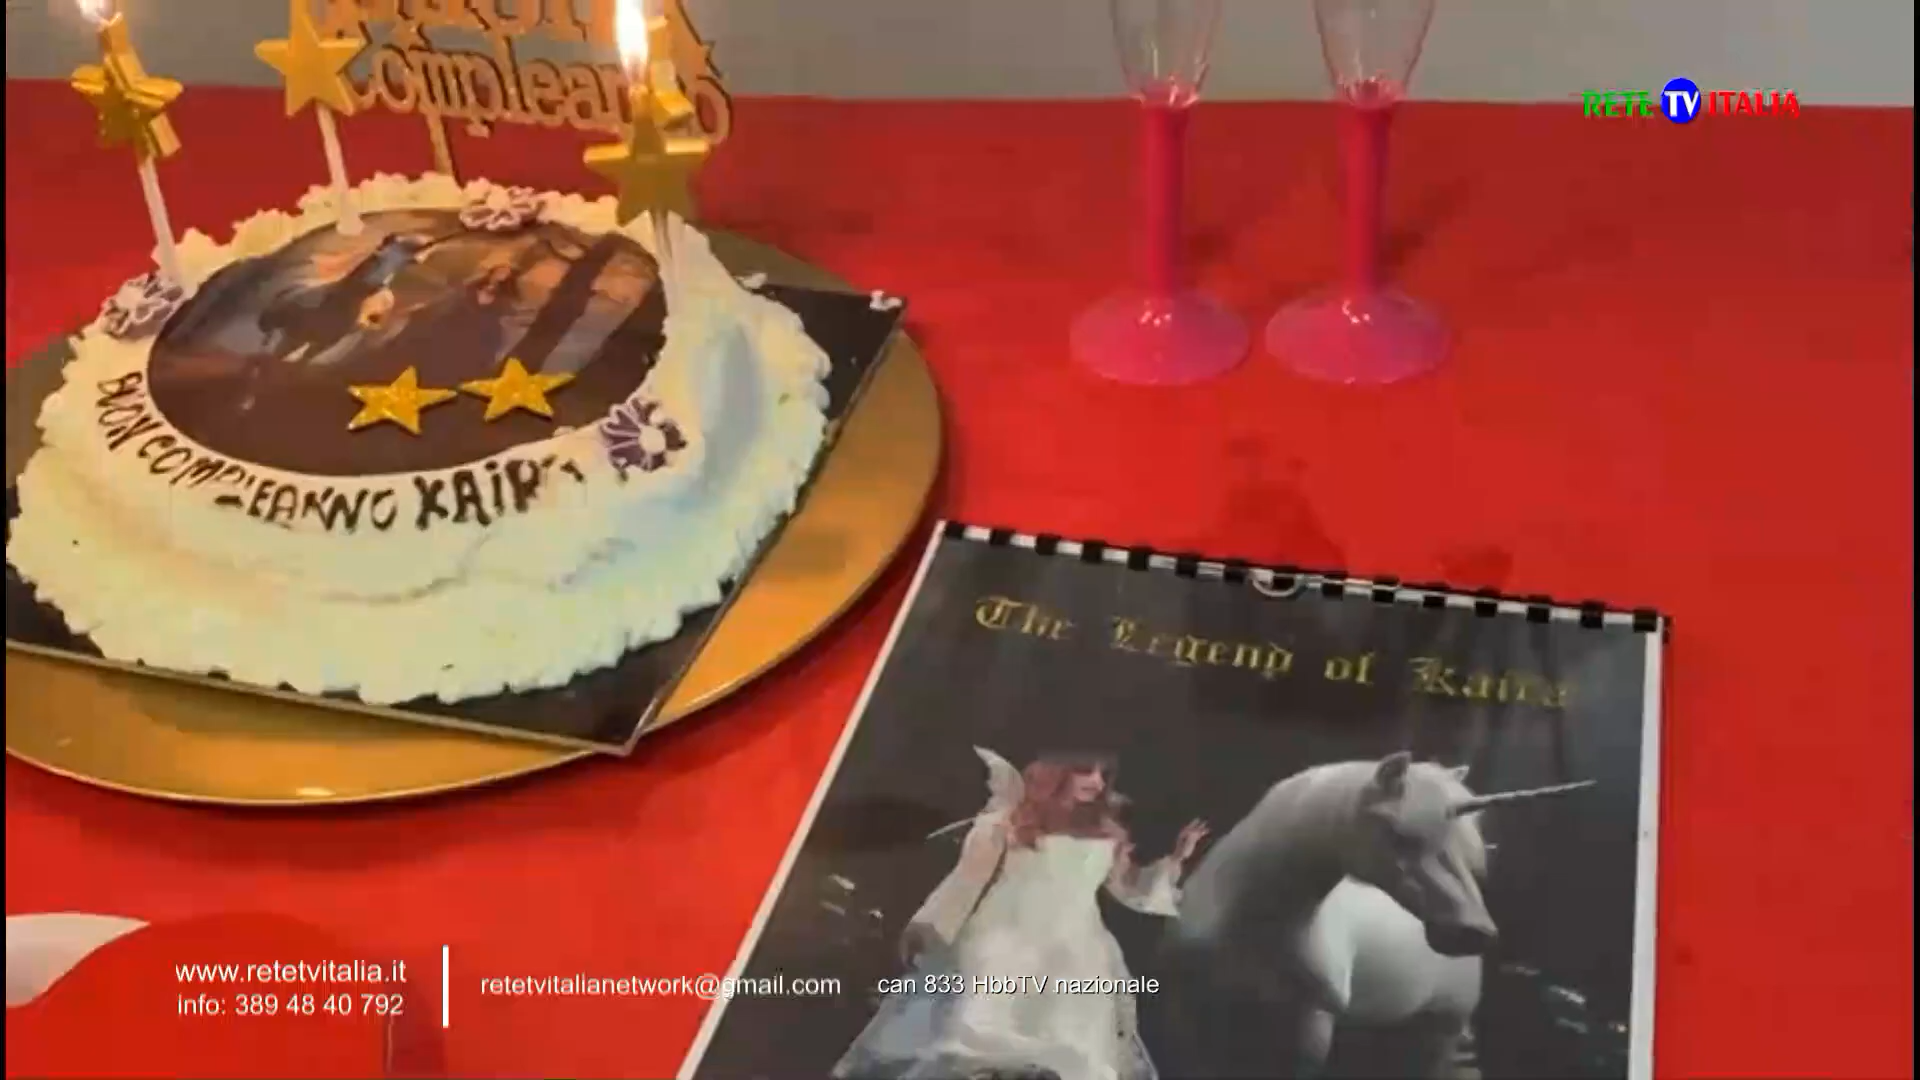 Compleanno
RETE TV ITALIA
BUON COMPLEANNO KAIRA
The Legend of Kaira
www.retetvitalia.it
info: 389 48 40 792
retetvitalianetwork@gmail.com
can 833 HbbTV nazionale